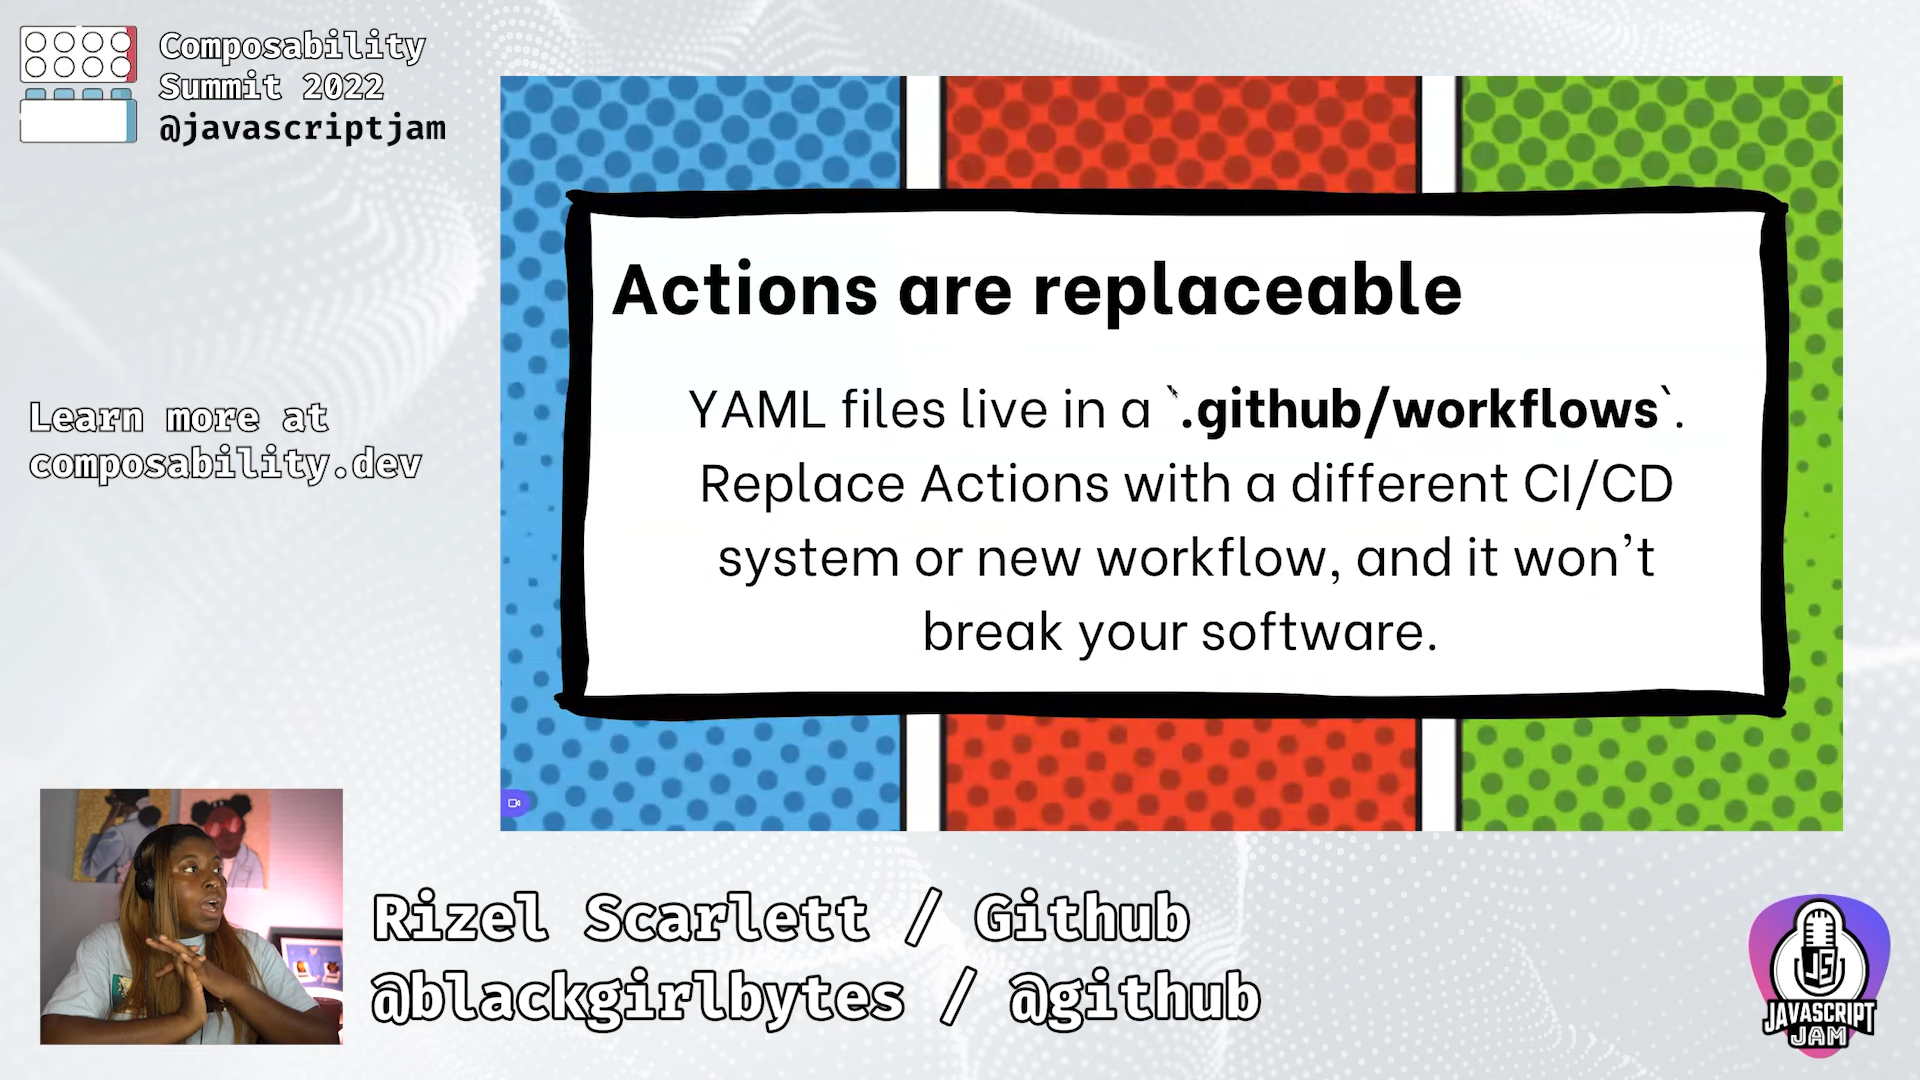 Composability
Summit 2022
@javascriptjam
Learn more at
composability.dev
Actions are replaceable
YAML files live in a `.github/workflows`.
Replace Actions with a different CI/CD
system or new workflow, and it won't
break your software.
Rizel Scarlett / Github
@blackgirlbytes / @github
JS
JAVASCRIPT
JAM